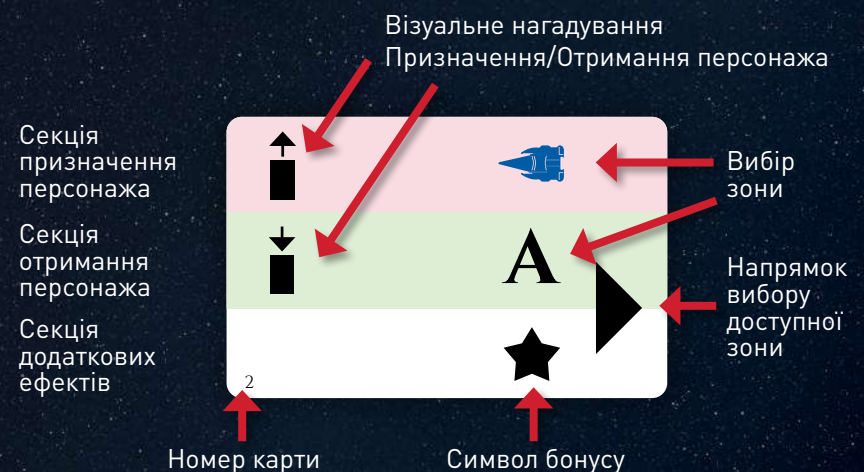 Візуальне нагадування
Призначення/Отримання персонажа
Секція
призначення
персонажа
Вибір
зони
Секція
отримання
персонажа
A
Напрямок
вибору
доступної
зони
Секція
додаткових
ефектів
2
Номер карти
Символ бонусу